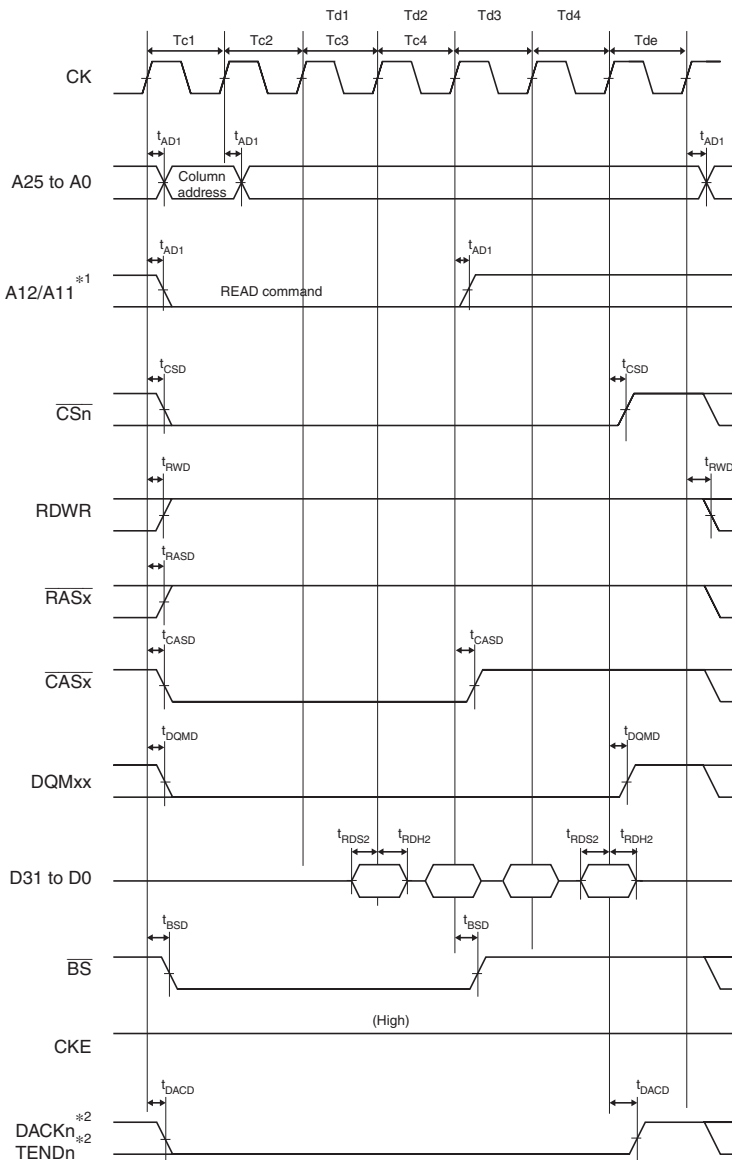 Td1 Td2 Td3 Td4
Tc1 Tc2 Tc3 Tc4 Tde
CK
tAD1 tAD1 tAD1
A25 to A0
Column
address
tAD1 tAD1
A12/A11*1
READ command
tCSD tCSD
CSn
tRWD tRWD
RDWR
tRASD
RASx
tCASD tCASD
CASx
tDQMD tDQMD
DQMxx
tRDS2 tRDH2 tRDS2 tRDH2
D31 to D0
tBSD tBSD
BS
(High)
CKE
tDACD tDACD
DACKn*2
TENDn*2